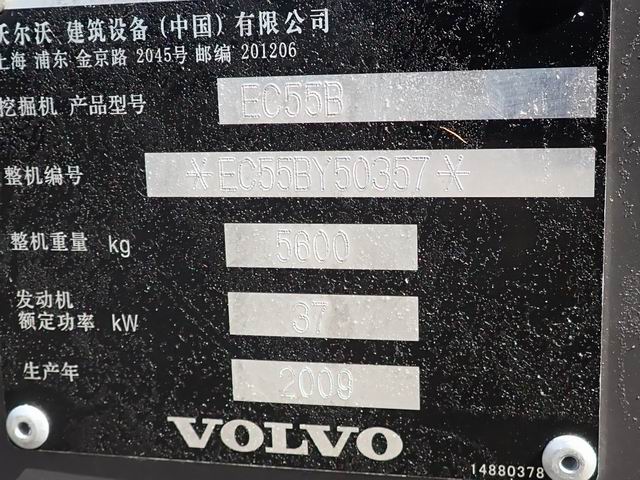 沃尔沃 建筑设备(中国)有限公司
上海 浦东 金京路 2045号 邮编 201206
挖掘机 产品型号 EC55B
整机编号 *EC55BY50357*
整机重量 kg 5600
发动机
额定功率 kW 37
生产年 2009
VOLVO
14880378